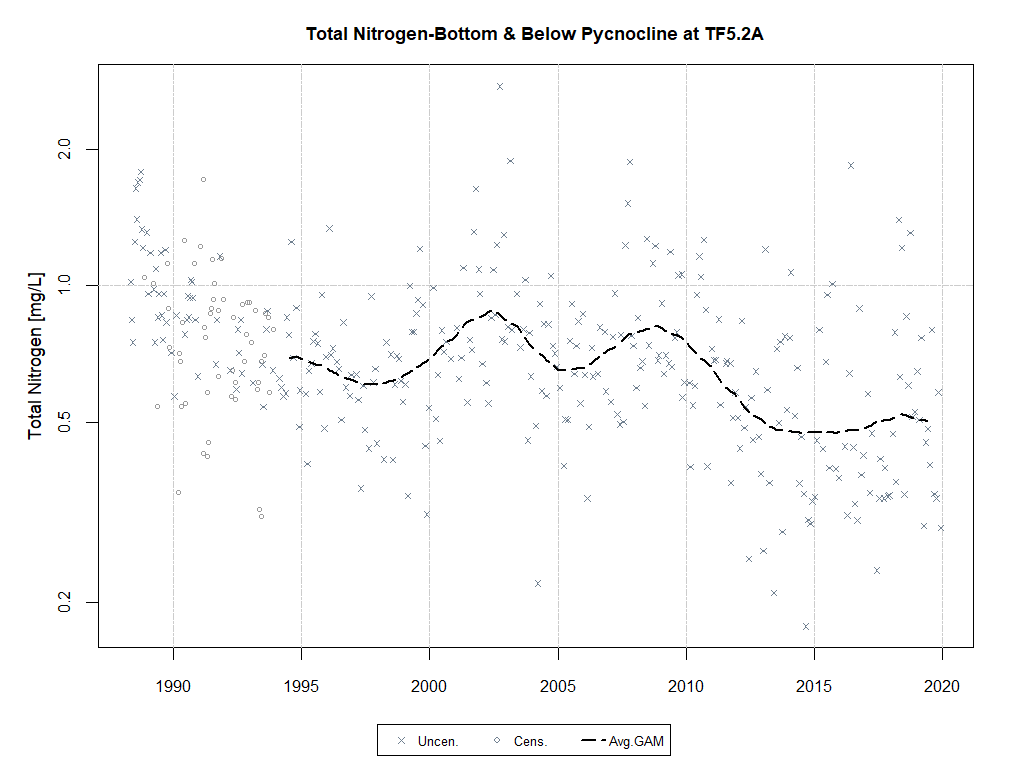 Total Nitrogen-Bottom & Below Pycnocline at TF5.2A
Total Nitrogen [mg/L]
2.0
1.0
0.5
0.2
1990 1995 2000 2005 2010 2015 2020
Uncen. Cens. Avg.GAM